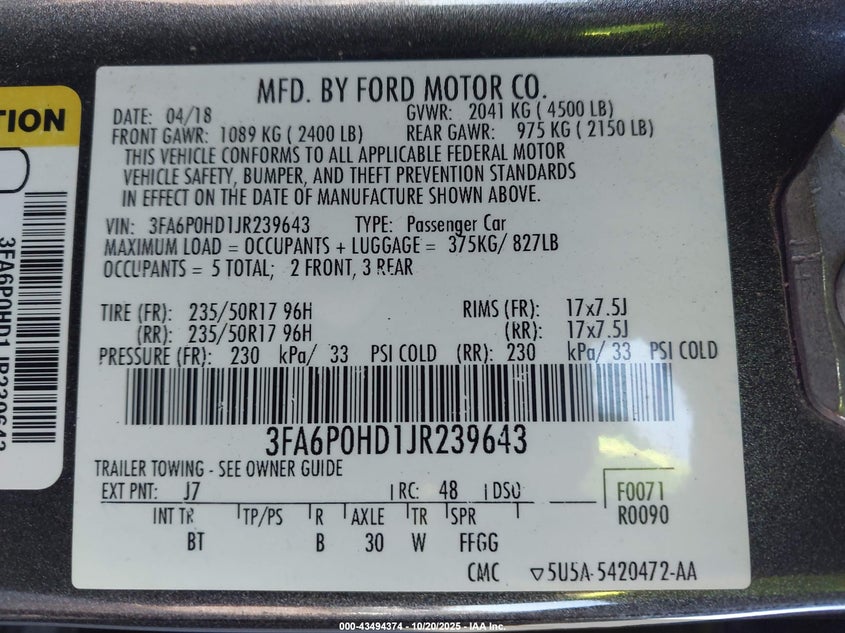 TION
3FA6P0HD1JR239643
MFD. BY FORD MOTOR CO.
DATE: 04/18 GVWR: 2041 KG ( 4500 LB)
FRONT GAWR: 1089 KG ( 2400 LB) REAR GAWR: 975 KG ( 2150 LB)
THIS VEHICLE CONFORMS TO ALL APPLICABLE FEDERAL MOTOR
VEHICLE SAFETY, BUMPER, AND THEFT PREVENTION STANDARDS
IN EFFECT ON THE DATE OF MANUFACTURE SHOWN ABOVE.
VIN: 3FA6P0HD1JR239643 TYPE: Passenger Car
MAXIMUM LOAD = OCCUPANTS + LUGGAGE = 375KG/ 827LB
OCCUPANTS = 5 TOTAL; 2 FRONT, 3 REAR
TIRE (FR): 235/50R17 96H RIMS (FR): 17x7.5J
(RR): 235/50R17 96H (RR): 17x7.5J
PRESSURE (FR): 230 kPa/ 33 PSI COLD (RR): 230 kPa/ 33 PSI COLD
3FA6P0HD1JR239643
TRAILER TOWING - SEE OWNER GUIDE
EXT PNT: J7 RC: 48 DSO F0071
INT TR TP/PS R AXLE TR SPR R0090
BT B 30 W FFGG
CMC ▽5U5A-5420472-AA
000-43494374 - 10/20/2025 - IAA Inc.